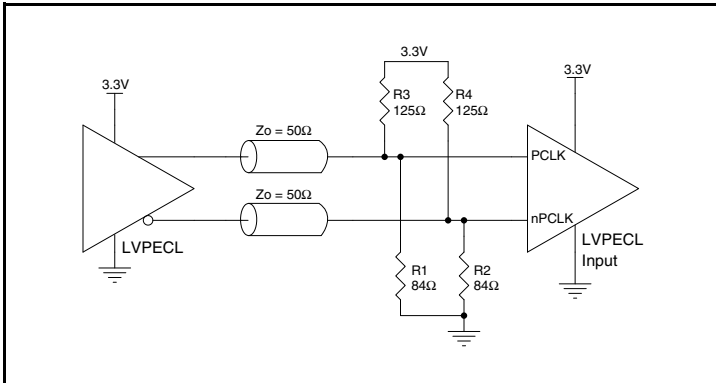 3.3V
3.3V
3.3V
R3
125Ω
R4
125Ω
Zo = 50Ω
PCLK
Zo = 50Ω
nPCLK
LVPECL
LVPECL
Input
R1
84Ω
R2
84Ω